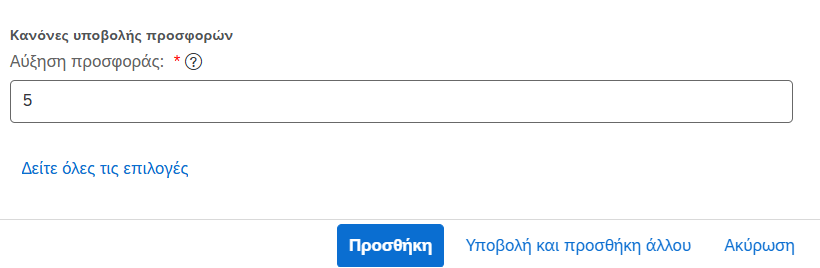 Κανόνες υποβολής προσφορών
Αύξηση προσφοράς: * ?
5
Δείτε όλες τις επιλογές
Προσθήκη Υποβολή και προσθήκη άλλου Ακύρωση